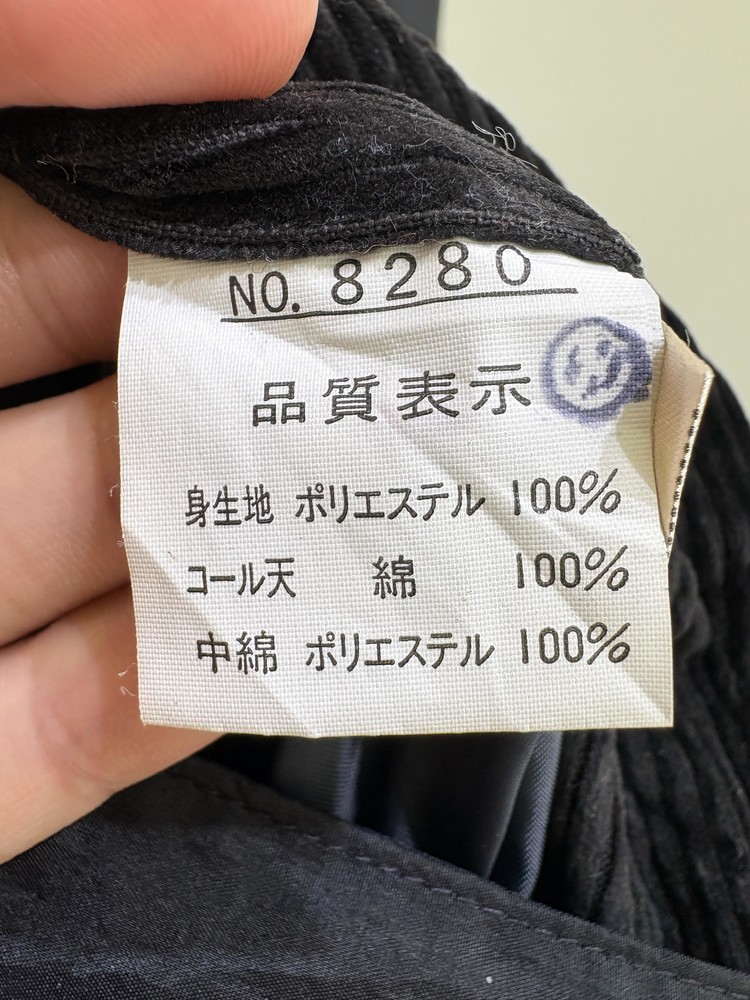 NO. 8280
品質表示
身生地 ポリエステル 100%
コール天 綿 100%
中綿 ポリエステル 100%